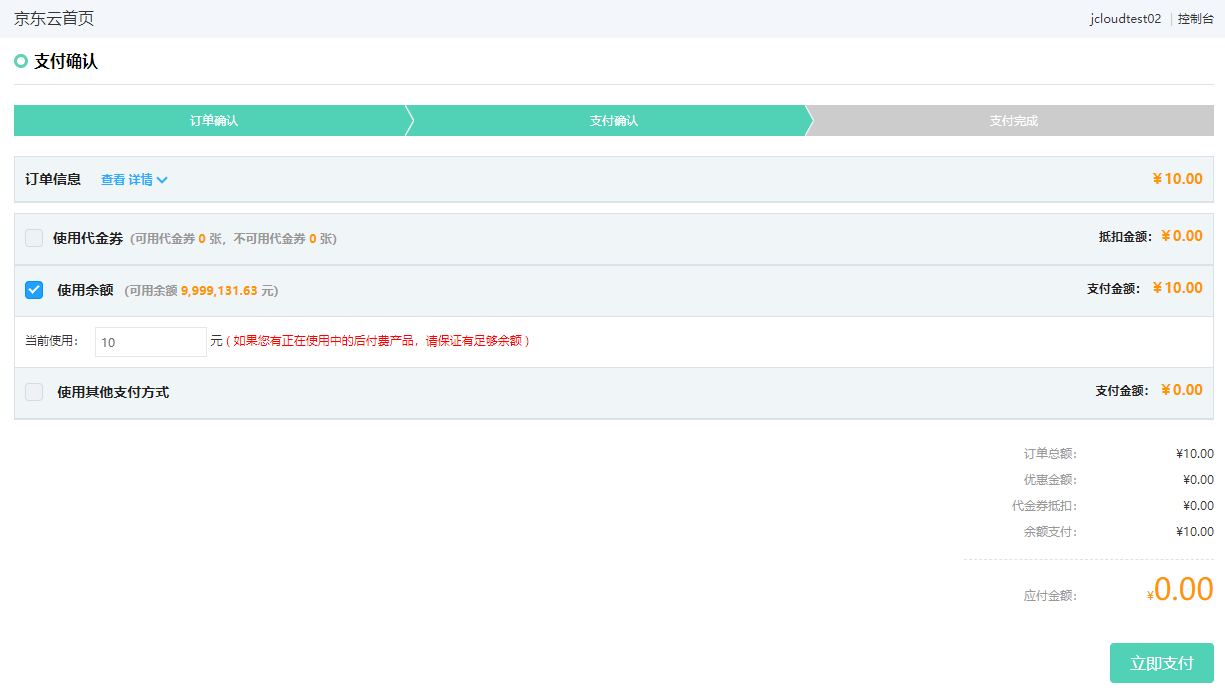 京东云首页 jcloudtest02 | 控制台
支付确认
订单确认 支付确认 支付完成
订单信息 查看 详情 ¥10.00
使用代金券 (可用代金券 0 张，不可用代金券 0 张) 抵扣金额： ¥0.00
使用余额 (可用余额 9,999,131.63 元) 支付金额： ¥10.00
当前使用： 10 元 ( 如果您有正在使用中的后付费产品，请保证有足够余额 )
使用其他支付方式 支付金额： ¥0.00
订单总额： ¥10.00
优惠金额： ¥0.00
代金券抵扣： ¥0.00
余额支付： ¥10.00
应付金额： ¥0.00
立即支付